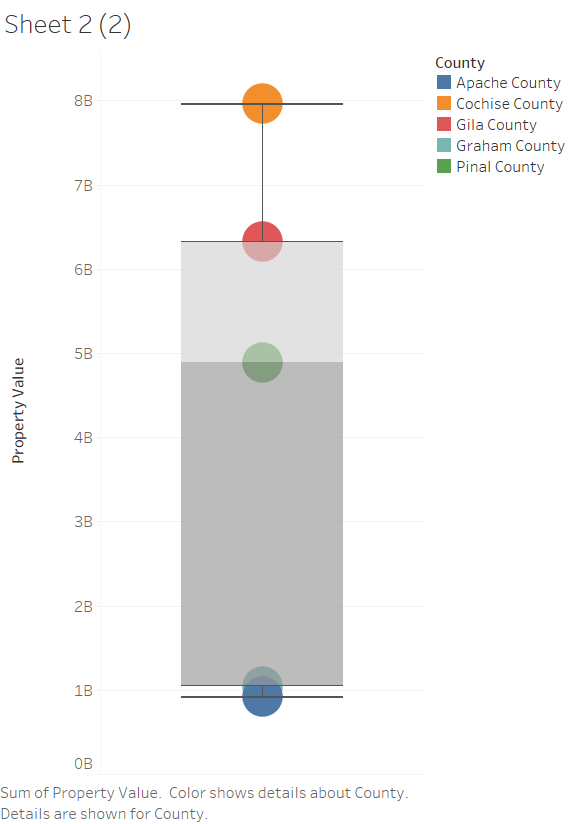 Sheet 2 (2)
County
Apache County
Cochise County
Gila County
Graham County
Pinal County
8B
7B
6B
5B
4B
3B
2B
1B
0B
Property Value
Sum of Property Value. Color shows details about County.
Details are shown for County.